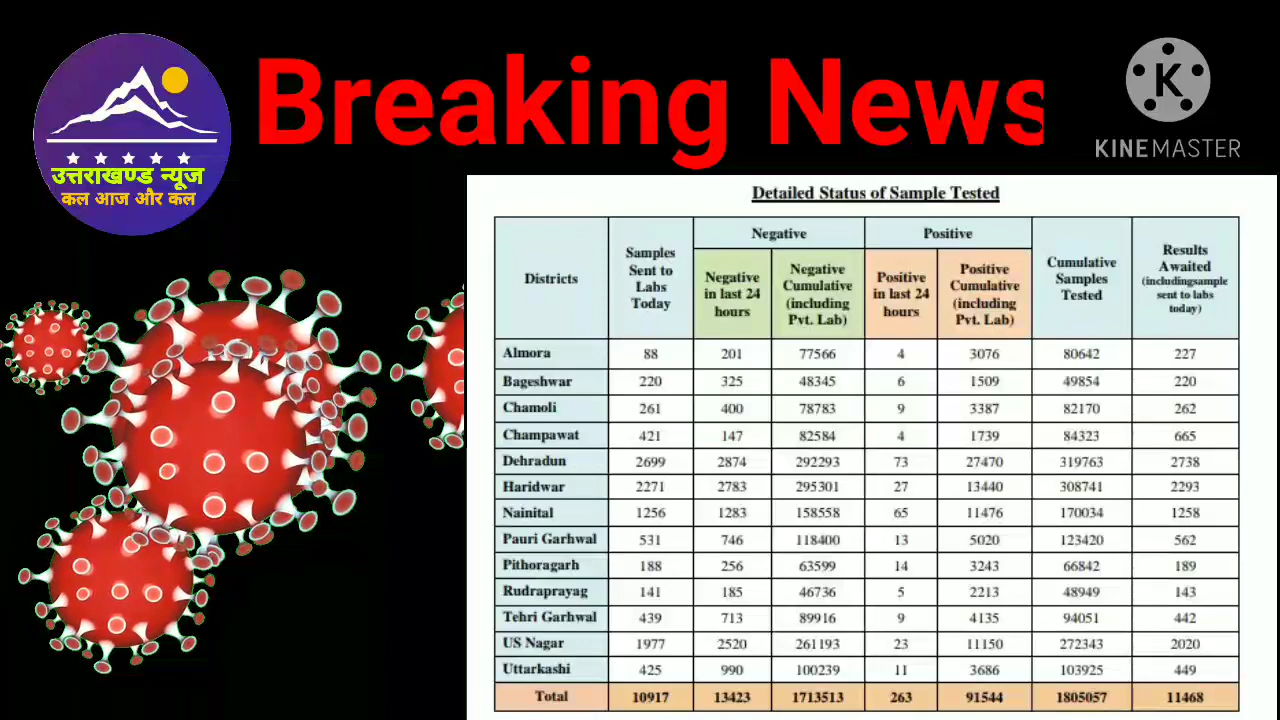 Breaking News
K
KINEMASTER
उत्तराखण्ड न्यूज
कल आज और कल
Detailed Status of Sample Tested
Districts Samples Sent to Labs Today Negative Positive Cumulative Samples Tested Results Awaited (includingsample sent to labs today)
Negative in last 24 hours Negative Cumulative (including Pvt. Lab) Positive in last 24 hours Positive Cumulative (including Pvt. Lab)
Almora 88 201 77566 4 3076 80642 227
Bageshwar 220 325 48345 6 1509 49854 220
Chamoli 261 400 78783 9 3387 82170 262
Champawat 421 147 82584 4 1739 84323 665
Dehradun 2699 2874 292293 73 27470 319763 2738
Haridwar 2271 2783 295301 27 13440 308741 2293
Nainital 1256 1283 158558 65 11476 170034 1258
Pauri Garhwal 531 746 118400 13 5020 123420 562
Pithoragarh 188 256 63599 14 3243 66842 189
Rudraprayag 141 185 46736 5 2213 48949 143
Tehri Garhwal 439 713 89916 9 4135 94051 442
US Nagar 1977 2520 261193 23 11150 272343 2020
Uttarkashi 425 990 100239 11 3686 103925 449
Total 10917 13423 1713513 263 91544 1805057 11468